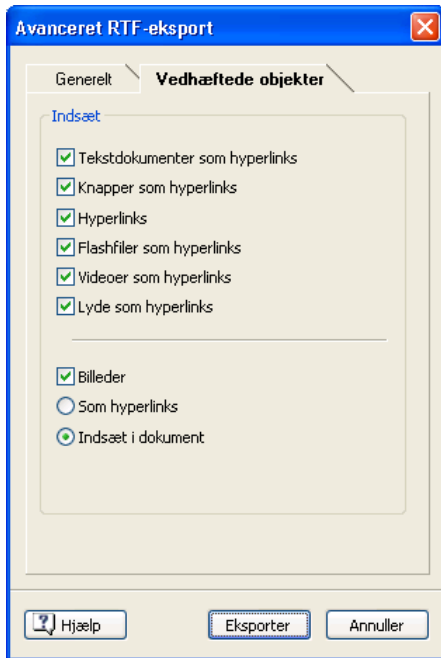 Avanceret RTF-eksport
Generelt
Vedhæftede objekter
Indsæt
Tekstdokumenter som hyperlinks
Knapper som hyperlinks
Hyperlinks
Flashfiler som hyperlinks
Videoer som hyperlinks
Lyde som hyperlinks
Billeder
Som hyperlinks
Indsæt i dokument
Hjælp
Eksporter
Annuller